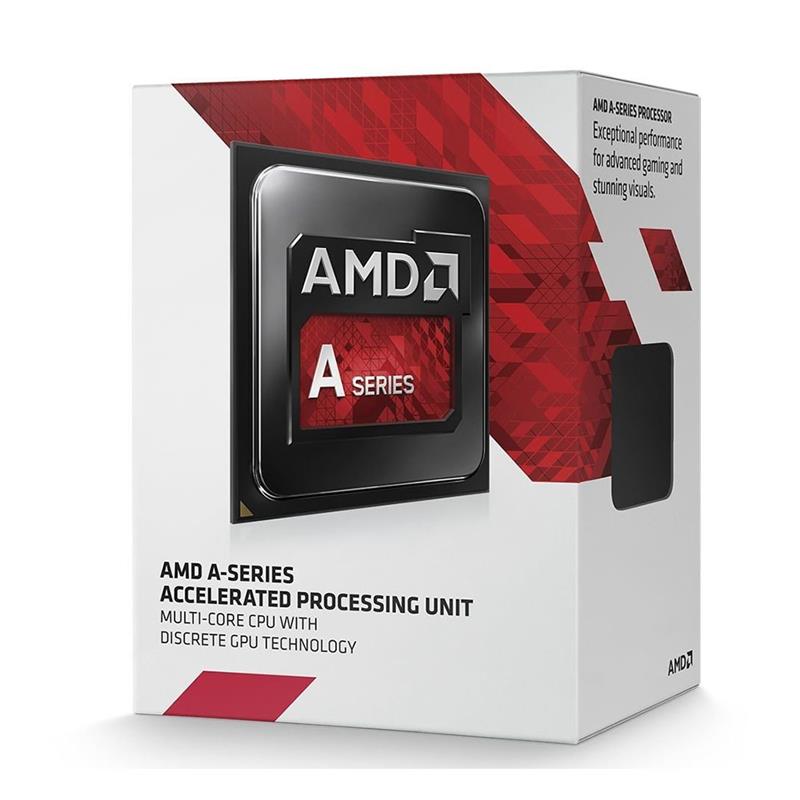 AMD
A SERIES
AMD A-SERIES
ACCELERATED PROCESSING UNIT
MULTI-CORE CPU WITH
DISCRETE GPU TECHNOLOGY
AMD A-SERIES PROCESSOR
Exceptional performance
for advanced gaming and
stunning visuals.
AMD